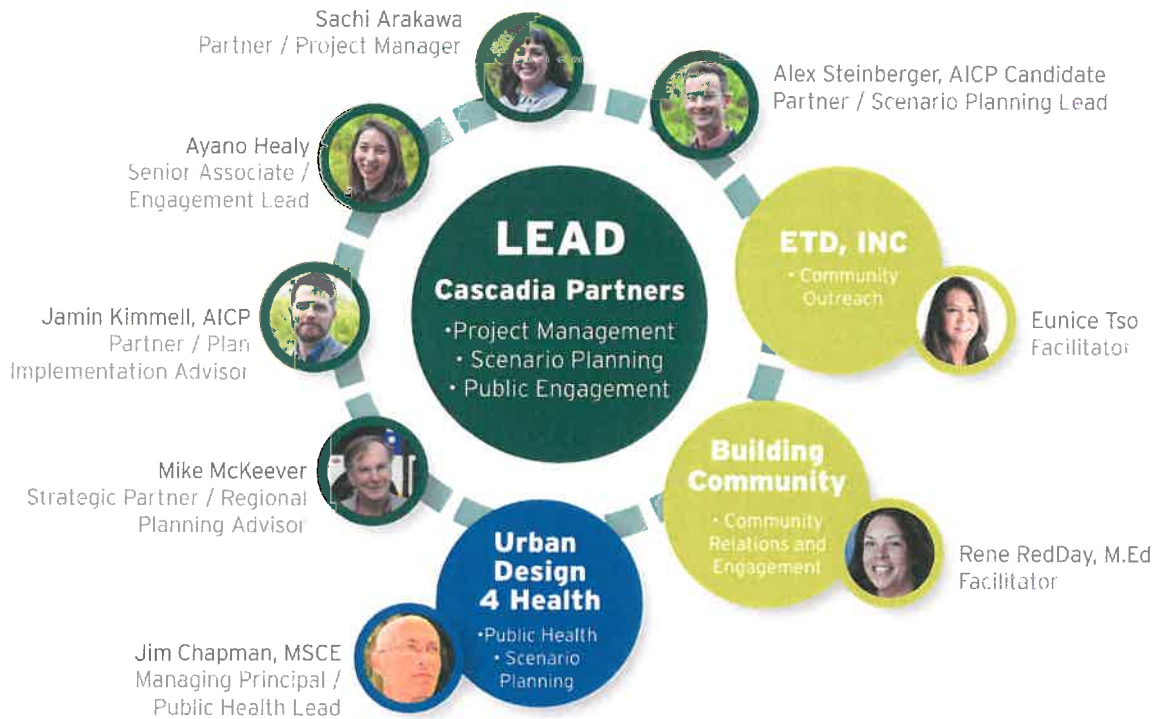 Sachi Arakawa
Partner / Project Manager
Alex Steinberger, AICP Candidate
Partner / Scenario Planning Lead
Ayano Healy
Senior Associate /
Engagement Lead
LEAD
Cascadia Partners
•Project Management
• Scenario Planning
• Public Engagement
ETD, INC
• Community
Outreach
Eunice Tso
Facilitator
Jamin Kimmell, AICP
Partner / Plan
Implementation Advisor
Building
Community
• Community
Relations and
Engagement
Rene RedDay, M.Ed
Facilitator
Mike McKeever
Strategic Partner / Regional
Planning Advisor
Urban
Design
4 Health
•Public Health
• Scenario
Planning
Jim Chapman, MSCE
Managing Principal /
Public Health Lead